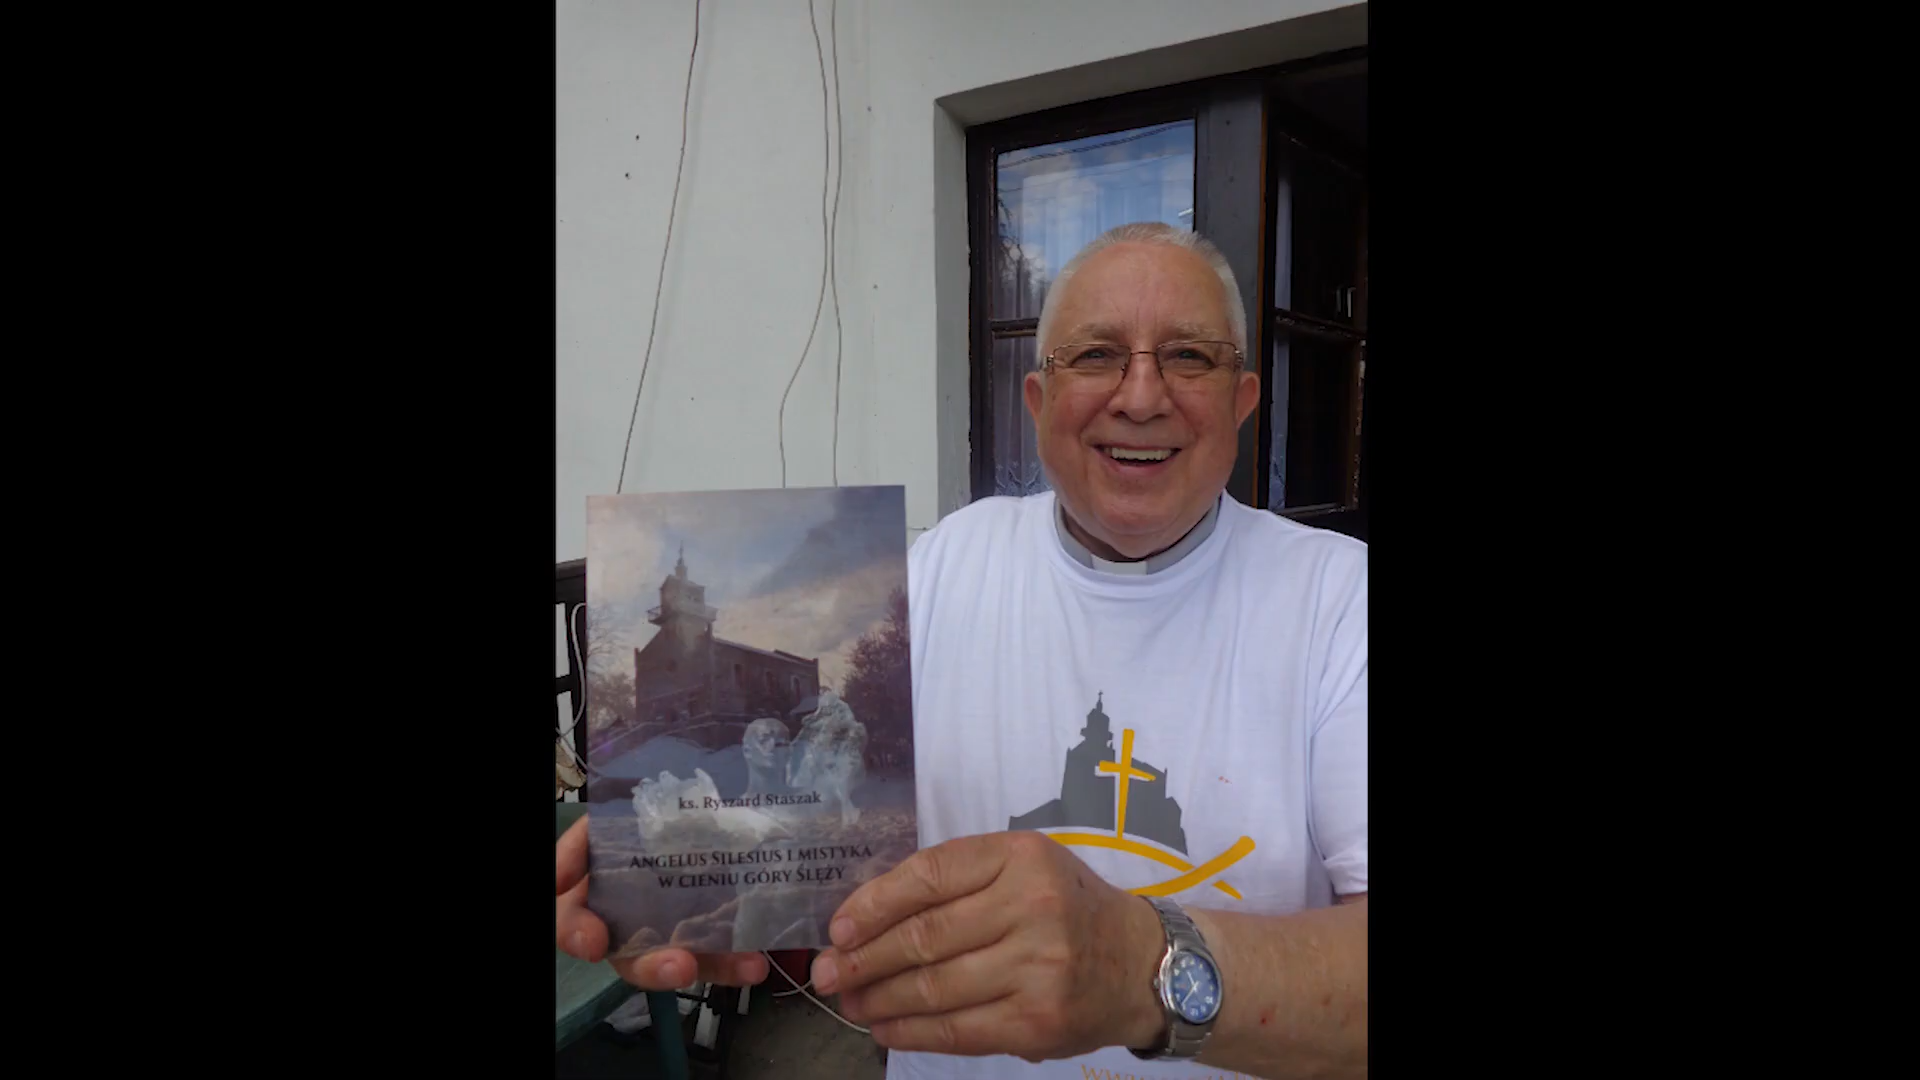 ks. Ryszard Staszak
ANGELUS SILESIUS I MISTYKA
W CIENIU GÓRY ŚLĘŻY